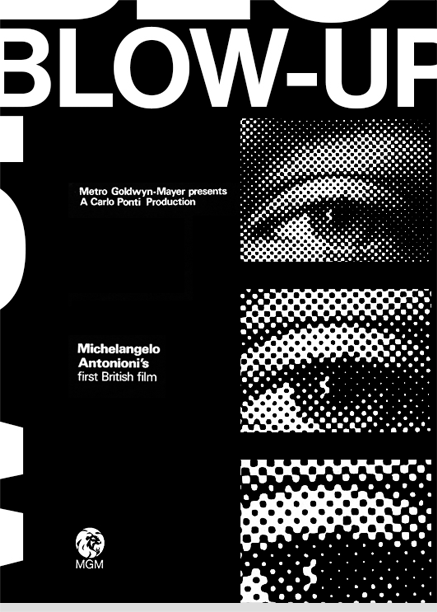 BLOW-UP
Metro Goldwyn-Mayer presents
A Carlo Ponti Production
Michelangelo
Antonioni's
first British film
MGM